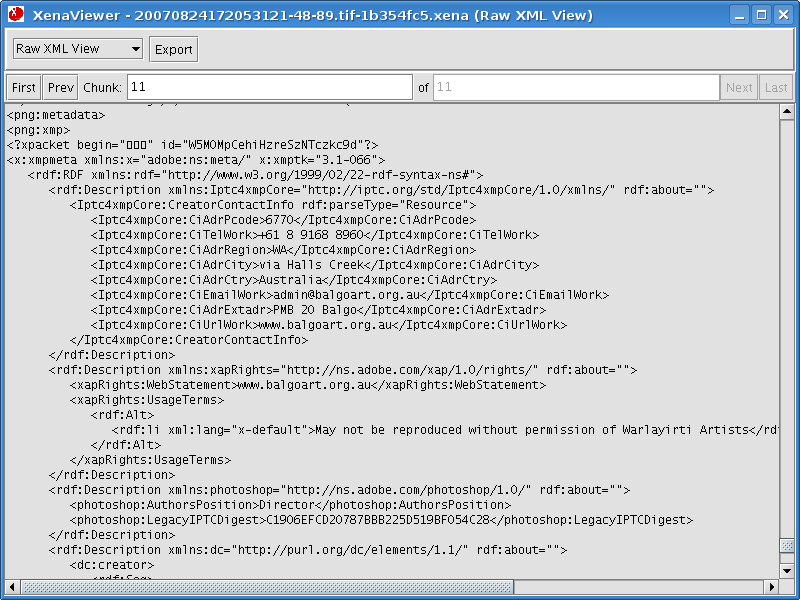 XenaViewer - 20070824172053121-48-89.tif-1b354fc5.xena (Raw XML View)
Raw XML View Export
First Prev Chunk: 11 of 11 Next Last
<png:metadata>
<png:xmp>
<?xpacket begin="□□□" id="W5M0MpCehiHzreSzNTczkc9d"?>
<x:xmpmeta xmlns:x="adobe:ns:meta/" x:xmptk="3.1-066">
<rdf:RDF xmlns:rdf="http://www.w3.org/1999/02/22-rdf-syntax-ns#">
<rdf:Description xmlns:Iptc4xmpCore="http://iptc.org/std/Iptc4xmpCore/1.0/xmlns/" rdf:about="">
<Iptc4xmpCore:CreatorContactInfo rdf:parseType="Resource">
<Iptc4xmpCore:CiAdrPcode>6770</Iptc4xmpCore:CiAdrPcode>
<Iptc4xmpCore:CiTelWork>+61 8 9168 8960</Iptc4xmpCore:CiTelWork>
<Iptc4xmpCore:CiAdrRegion>WA</Iptc4xmpCore:CiAdrRegion>
<Iptc4xmpCore:CiAdrCity>via Halls Creek</Iptc4xmpCore:CiAdrCity>
<Iptc4xmpCore:CiAdrCtry>Australia</Iptc4xmpCore:CiAdrCtry>
<Iptc4xmpCore:CiEmailWork>admin@balgoart.org.au</Iptc4xmpCore:CiEmailWork>
<Iptc4xmpCore:CiAdrExtadr>PMB 20 Balgo</Iptc4xmpCore:CiAdrExtadr>
<Iptc4xmpCore:CiUrlWork>www.balgoart.org.au</Iptc4xmpCore:CiUrlWork>
</Iptc4xmpCore:CreatorContactInfo>
</rdf:Description>
<rdf:Description xmlns:xapRights="http://ns.adobe.com/xap/1.0/rights/" rdf:about="">
<xapRights:WebStatement>www.balgoart.org.au</xapRights:WebStatement>
<xapRights:UsageTerms>
<rdf:Alt>
<rdf:li xml:lang="x-default">May not be reproduced without permission of Warlayirti Artists</rd
</rdf:Alt>
</xapRights:UsageTerms>
</rdf:Description>
<rdf:Description xmlns:photoshop="http://ns.adobe.com/photoshop/1.0/" rdf:about="">
<photoshop:AuthorsPosition>Director</photoshop:AuthorsPosition>
<photoshop:LegacyIPTCDigest>C1906EFCD20787BBB225D519BF054C28</photoshop:LegacyIPTCDigest>
</rdf:Description>
<rdf:Description xmlns:dc="http://purl.org/dc/elements/1.1/" rdf:about="">
<dc:creator>
<rdf:Seq>